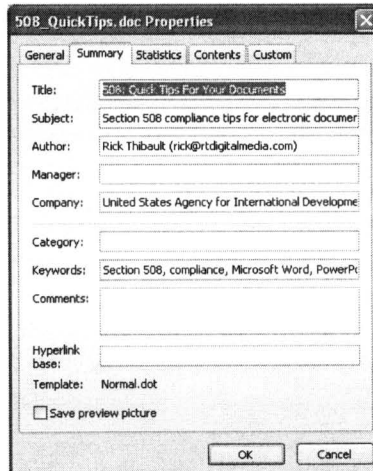 508_QuickTips.doc Properties
General Summary Statistics Contents Custom
Title: 508: Quick Tips For Your Documents
Subject: Section 508 compliance tips for electronic documer
Author: Rick Thibault (rick@rtdigitalmedia.com)
Manager:
Company: United States Agency for International Developme
Category:
Keywords: Section 508, compliance, Microsoft Word, PowerPo
Comments:
Hyperlink
base:
Template: Normal.dot
Save preview picture
OK Cancel